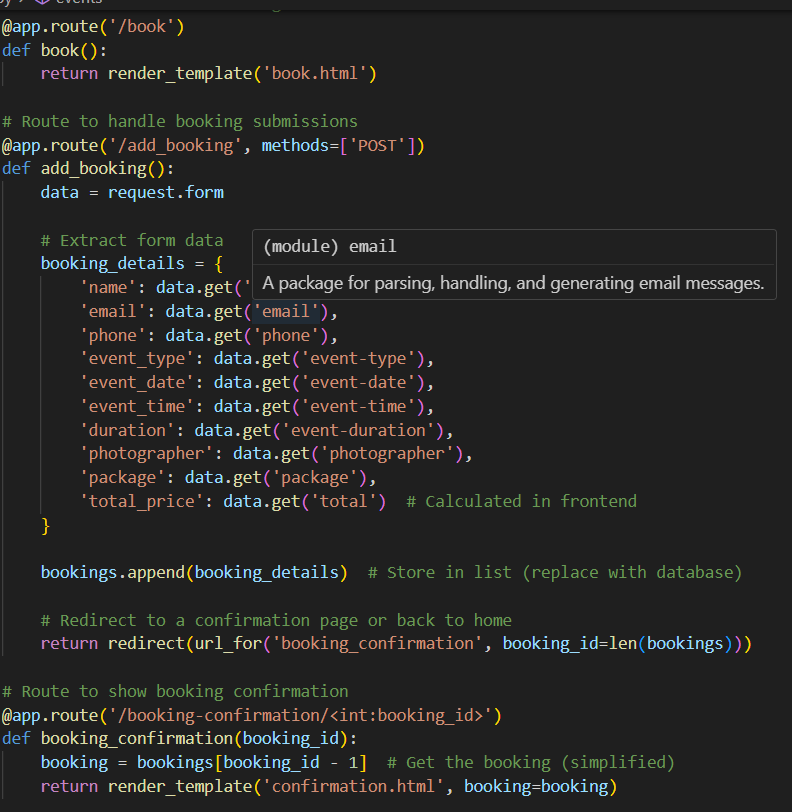 @app.route('/book')
def book():
    return render_template('book.html')

# Route to handle booking submissions
@app.route('/add_booking', methods=['POST'])
def add_booking():
    data = request.form

    # Extract form data
    booking_details = {
(module) email
A package for parsing, handling, and generating email messages.
        'name': data.get('
        'email': data.get('email'),
        'phone': data.get('phone'),
        'event_type': data.get('event-type'),
        'event_date': data.get('event-date'),
        'event_time': data.get('event-time'),
        'duration': data.get('event-duration'),
        'photographer': data.get('photographer'),
        'package': data.get('package'),
        'total_price': data.get('total')  # Calculated in frontend
    }

    bookings.append(booking_details)  # Store in list (replace with database)

    # Redirect to a confirmation page or back to home
    return redirect(url_for('booking_confirmation', booking_id=len(bookings)))

# Route to show booking confirmation
@app.route('/booking-confirmation/<int:booking_id>')
def booking_confirmation(booking_id):
    booking = bookings[booking_id - 1]  # Get the booking (simplified)
    return render_template('confirmation.html', booking=booking)